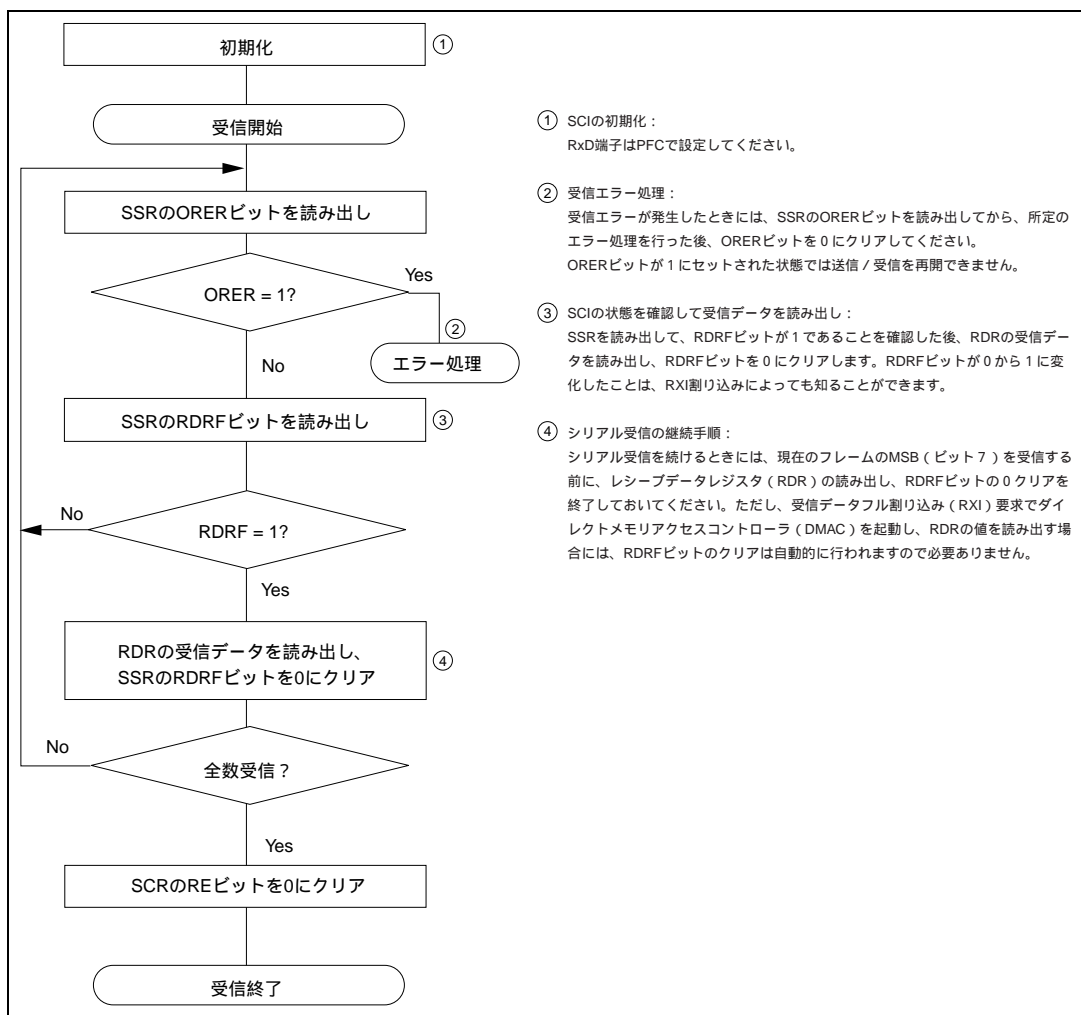 初期化
①
受信開始
SSRのORERビットを読み出し
ORER = 1?
Yes
②
エラー処理
No
SSRのRDRFビットを読み出し
③
No
RDRF = 1?
Yes
RDRの受信データを読み出し、
SSRのRDRFビットを0にクリア
④
No
全数受信？
Yes
SCRのREビットを0にクリア
受信終了
① SCIの初期化：
RxD端子はPFCで設定してください。
② 受信エラー処理：
受信エラーが発生したときには、SSRのORERビットを読み出してから、所定の
エラー処理を行った後、ORERビットを０にクリアしてください。
ORERビットが１にセットされた状態では送信／受信を再開できません。
③ SCIの状態を確認して受信データを読み出し：
SSRを読み出して、RDRFビットが１であることを確認した後、RDRの受信デー
タを読み出し、RDRFビットを０にクリアします。RDRFビットが０から１に変
化したことは、RXI割り込みによっても知ることができます。
④ シリアル受信の継続手順：
シリアル受信を続けるときには、現在のフレームのMSB（ビット７）を受信する
前に、レシーブデータレジスタ（RDR）の読み出し、RDRFビットの０クリアを
終了しておいてください。ただし、受信データフル割り込み（RXI）要求でダイ
レクトメモリアクセスコントローラ（DMAC）を起動し、RDRの値を読み出す場
合には、RDRFビットのクリアは自動的に行われますので必要ありません。